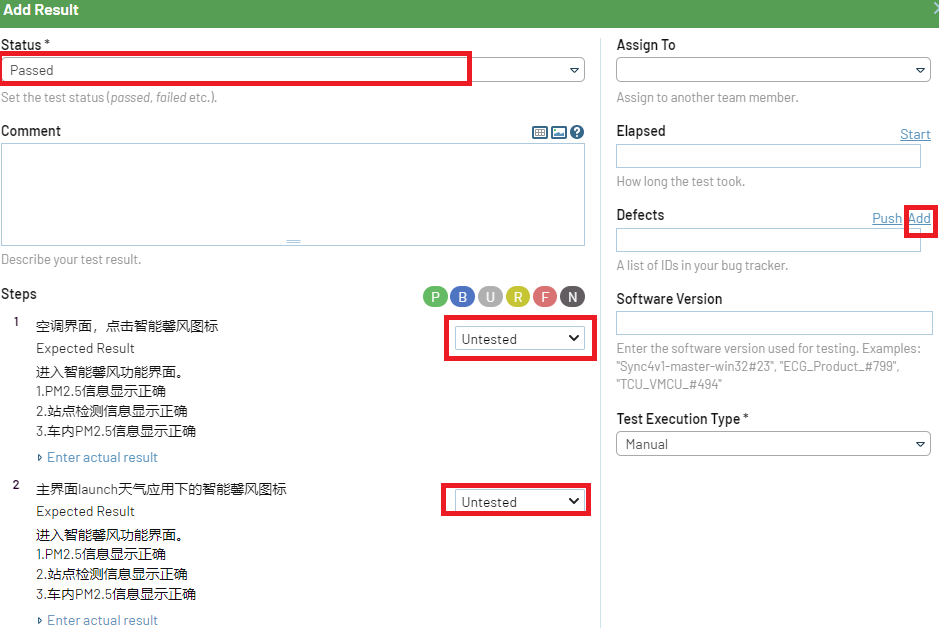 Add Result
Status *
Passed
Set the test status (passed, failed etc.).
Comment
Describe your test result.
Steps
P B U R F N
1 空调界面，点击智能馨风图标
Untested
Expected Result
进入智能馨风功能界面。
1.PM2.5信息显示正确
2.站点检测信息显示正确
3.车内PM2.5信息显示正确
Enter actual result
2 主界面launch天气应用下的智能馨风图标
Untested
Expected Result
进入智能馨风功能界面。
1.PM2.5信息显示正确
2.站点检测信息显示正确
3.车内PM2.5信息显示正确
Enter actual result
Assign To
Assign to another team member.
Elapsed
Start
How long the test took.
Defects
Push Add
A list of IDs in your bug tracker.
Software Version
Enter the software version used for testing. Examples:
"Sync4v1-master-win32#23", "ECG_Product_#799",
"TCU_VMCU_#494"
Test Execution Type *
Manual